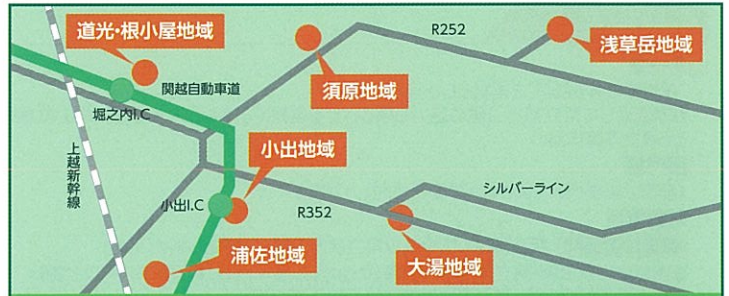 道光・根小屋地域
R252
浅草岳地域
関越自動車道
須原地域
堀之内I.C
上越新幹線
小出地域
シルバーライン
小出I.C
R352
浦佐地域
大湯地域